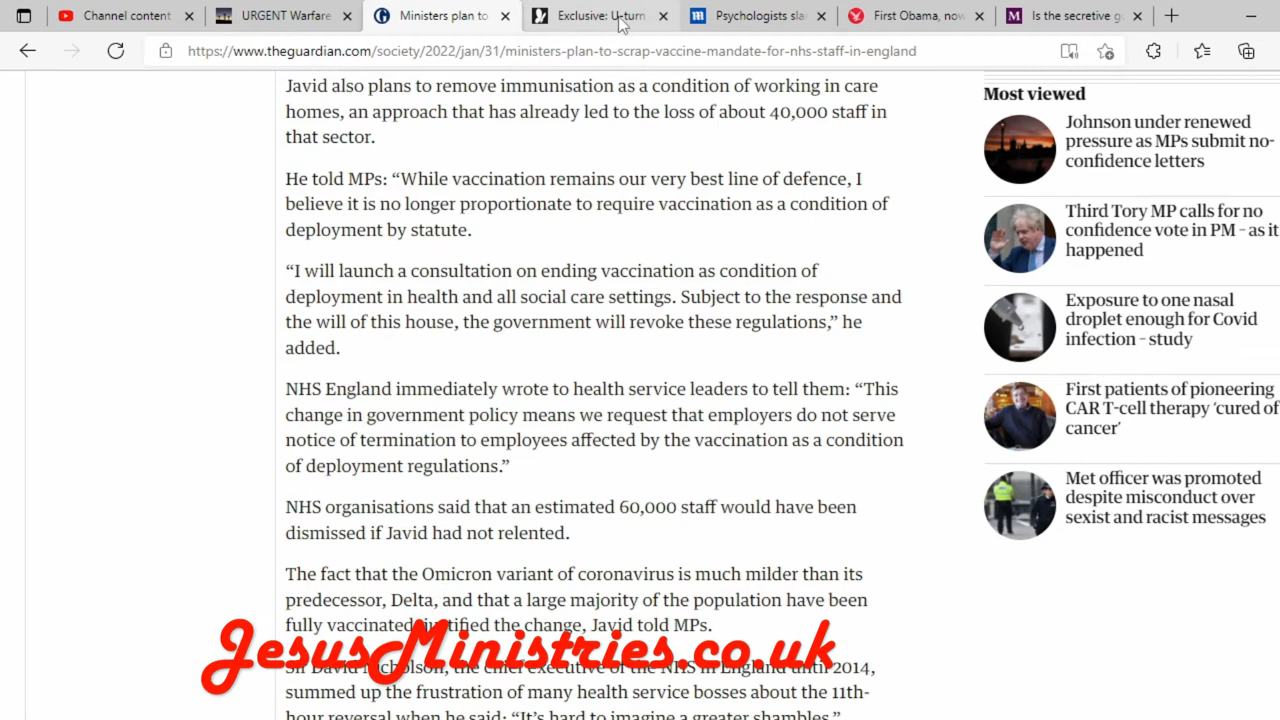 Channel content
URGENT Warfare
Ministers plan to
Exclusive: U-turn
Psychologists sla
First Obama, now
Is the secretive g
https://www.theguardian.com/society/2022/jan/31/ministers-plan-to-scrap-vaccine-mandate-for-nhs-staff-in-england
Javid also plans to remove immunisation as a condition of working in care
homes, an approach that has already led to the loss of about 40,000 staff in
that sector.
He told MPs: “While vaccination remains our very best line of defence, I
believe it is no longer proportionate to require vaccination as a condition of
deployment by statute.
“I will launch a consultation on ending vaccination as condition of
deployment in health and all social care settings. Subject to the response and
the will of this house, the government will revoke these regulations,” he
added.
NHS England immediately wrote to health service leaders to tell them: “This
change in government policy means we request that employers do not serve
notice of termination to employees affected by the vaccination as a condition
of deployment regulations.”
NHS organisations said that an estimated 60,000 staff would have been
dismissed if Javid had not relented.
The fact that the Omicron variant of coronavirus is much milder than its
predecessor, Delta, and that a large majority of the population have been
fully vaccinated justified the change, Javid told MPs.
Sir David Nicholson, the chief executive of the NHS in England until 2014,
summed up the frustration of many health service bosses about the 11th-
hour reversal when he said: “It’s hard to imagine a greater shambles.”
JesusMinistries.co.uk
Most viewed
Johnson under renewed
pressure as MPs submit no-
confidence letters
Third Tory MP calls for no
confidence vote in PM – as it
happened
Exposure to one nasal
droplet enough for Covid
infection – study
First patients of pioneering
CAR T-cell therapy ‘cured of
cancer’
Met officer was promoted
despite misconduct over
sexist and racist messages